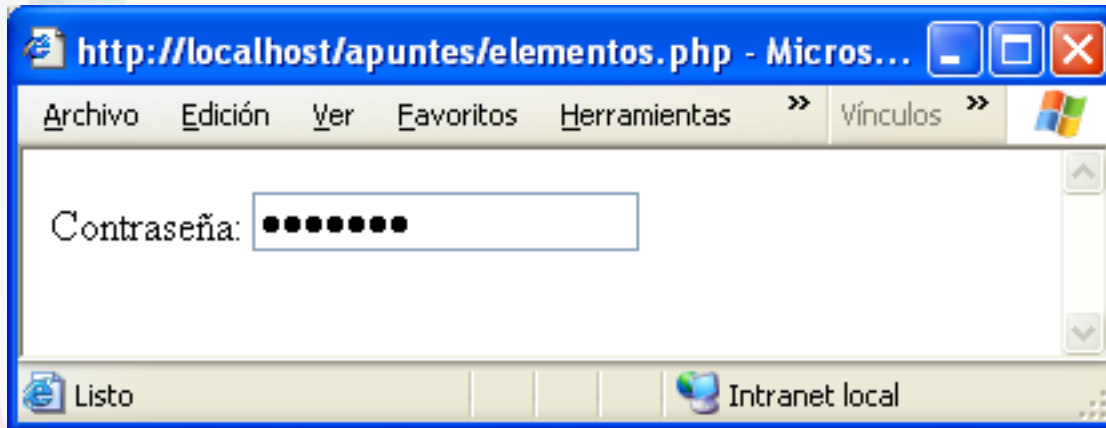 http://localhost/apuntes/elementos.php - Micros...
Archivo Edición Ver Favoritos Herramientas » Vínculos »
Contraseña: •••••••
Listo Intranet local